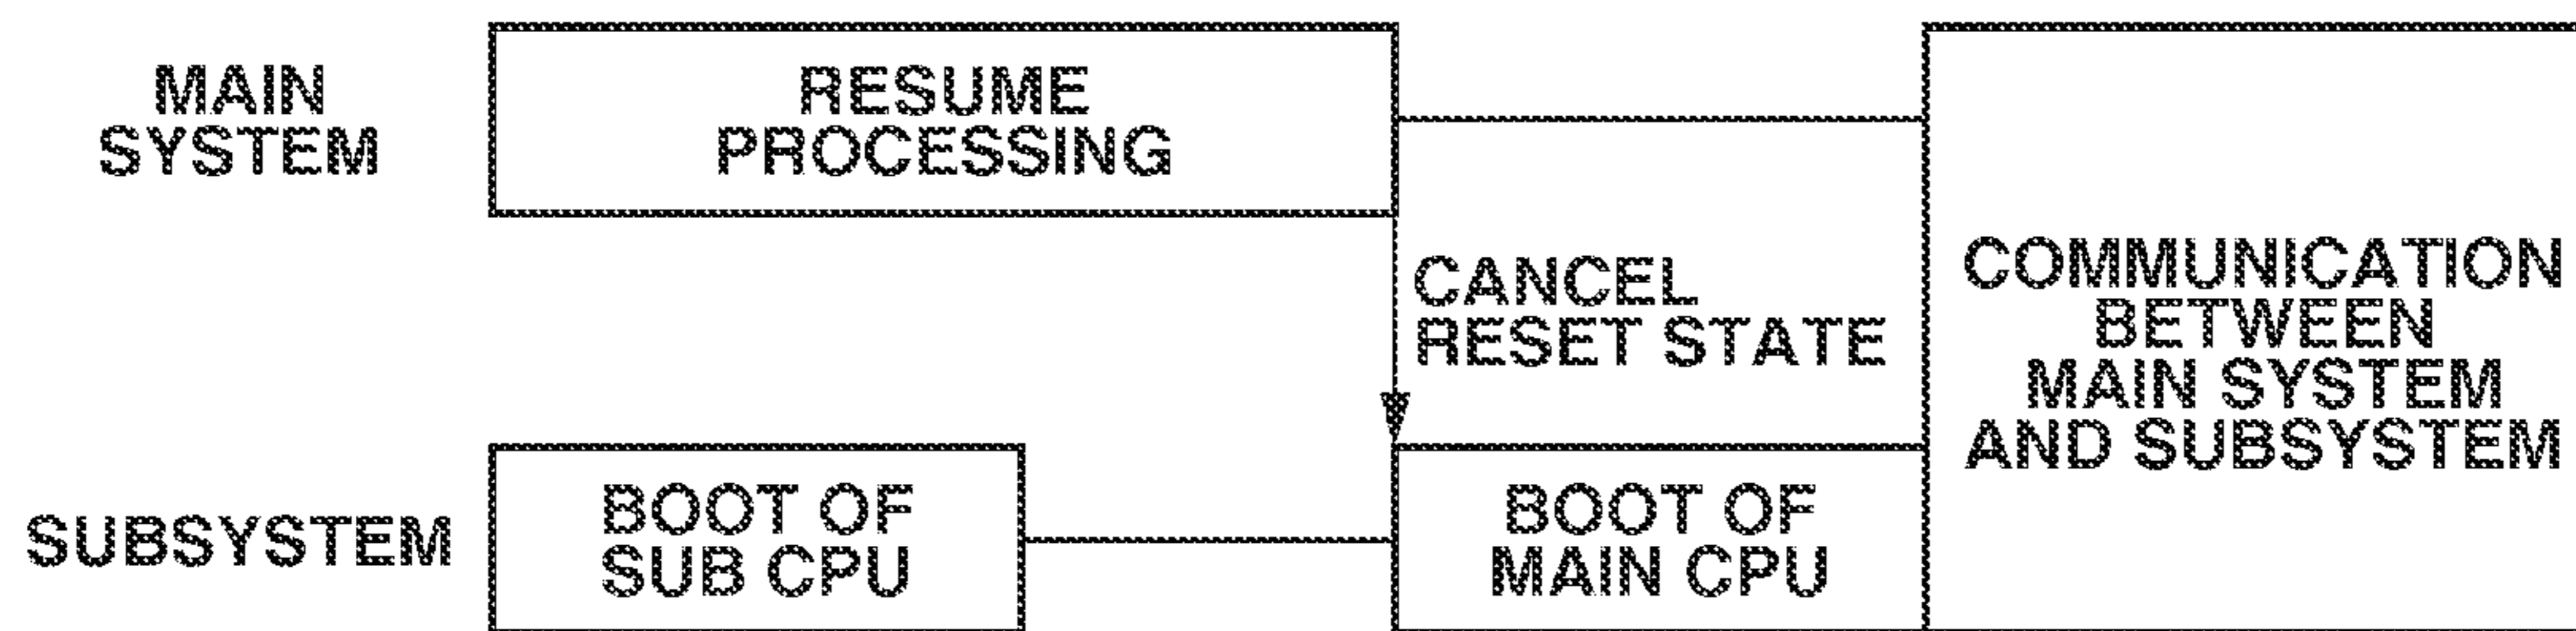 MAIN
SYSTEM
RESUME
PROCESSING
CANCEL
RESET STATE
COMMUNICATION
BETWEEN
MAIN SYSTEM
AND SUBSYSTEM
SUBSYSTEM
BOOT OF
SUB CPU
BOOT OF
MAIN CPU